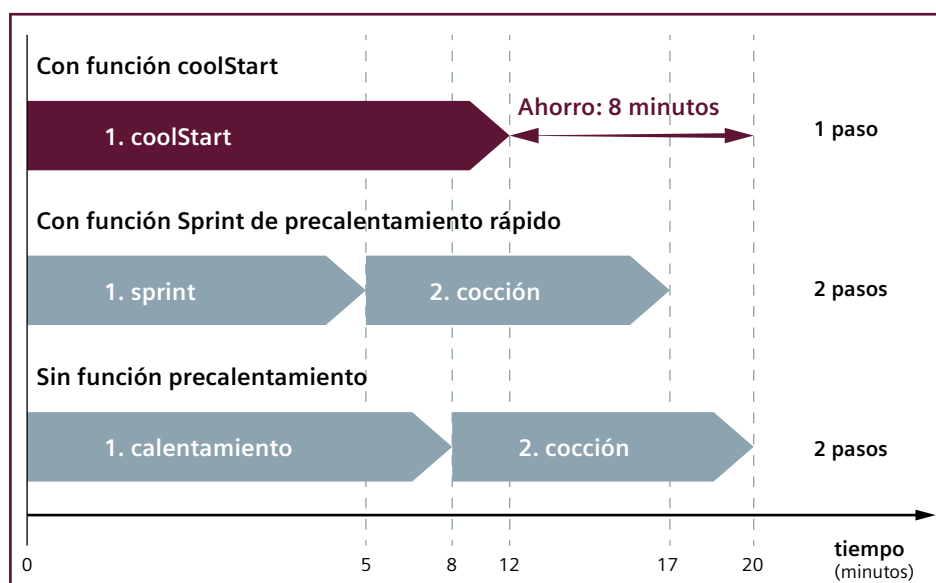 Con función coolStart
1. coolStart
Ahorro: 8 minutos
1 paso
Con función Sprint de precalentamiento rápido
1. sprint
2. cocción
2 pasos
Sin función precalentamiento
1. calentamiento
2. cocción
2 pasos
0
5
8
12
17
20
tiempo
(minutos)